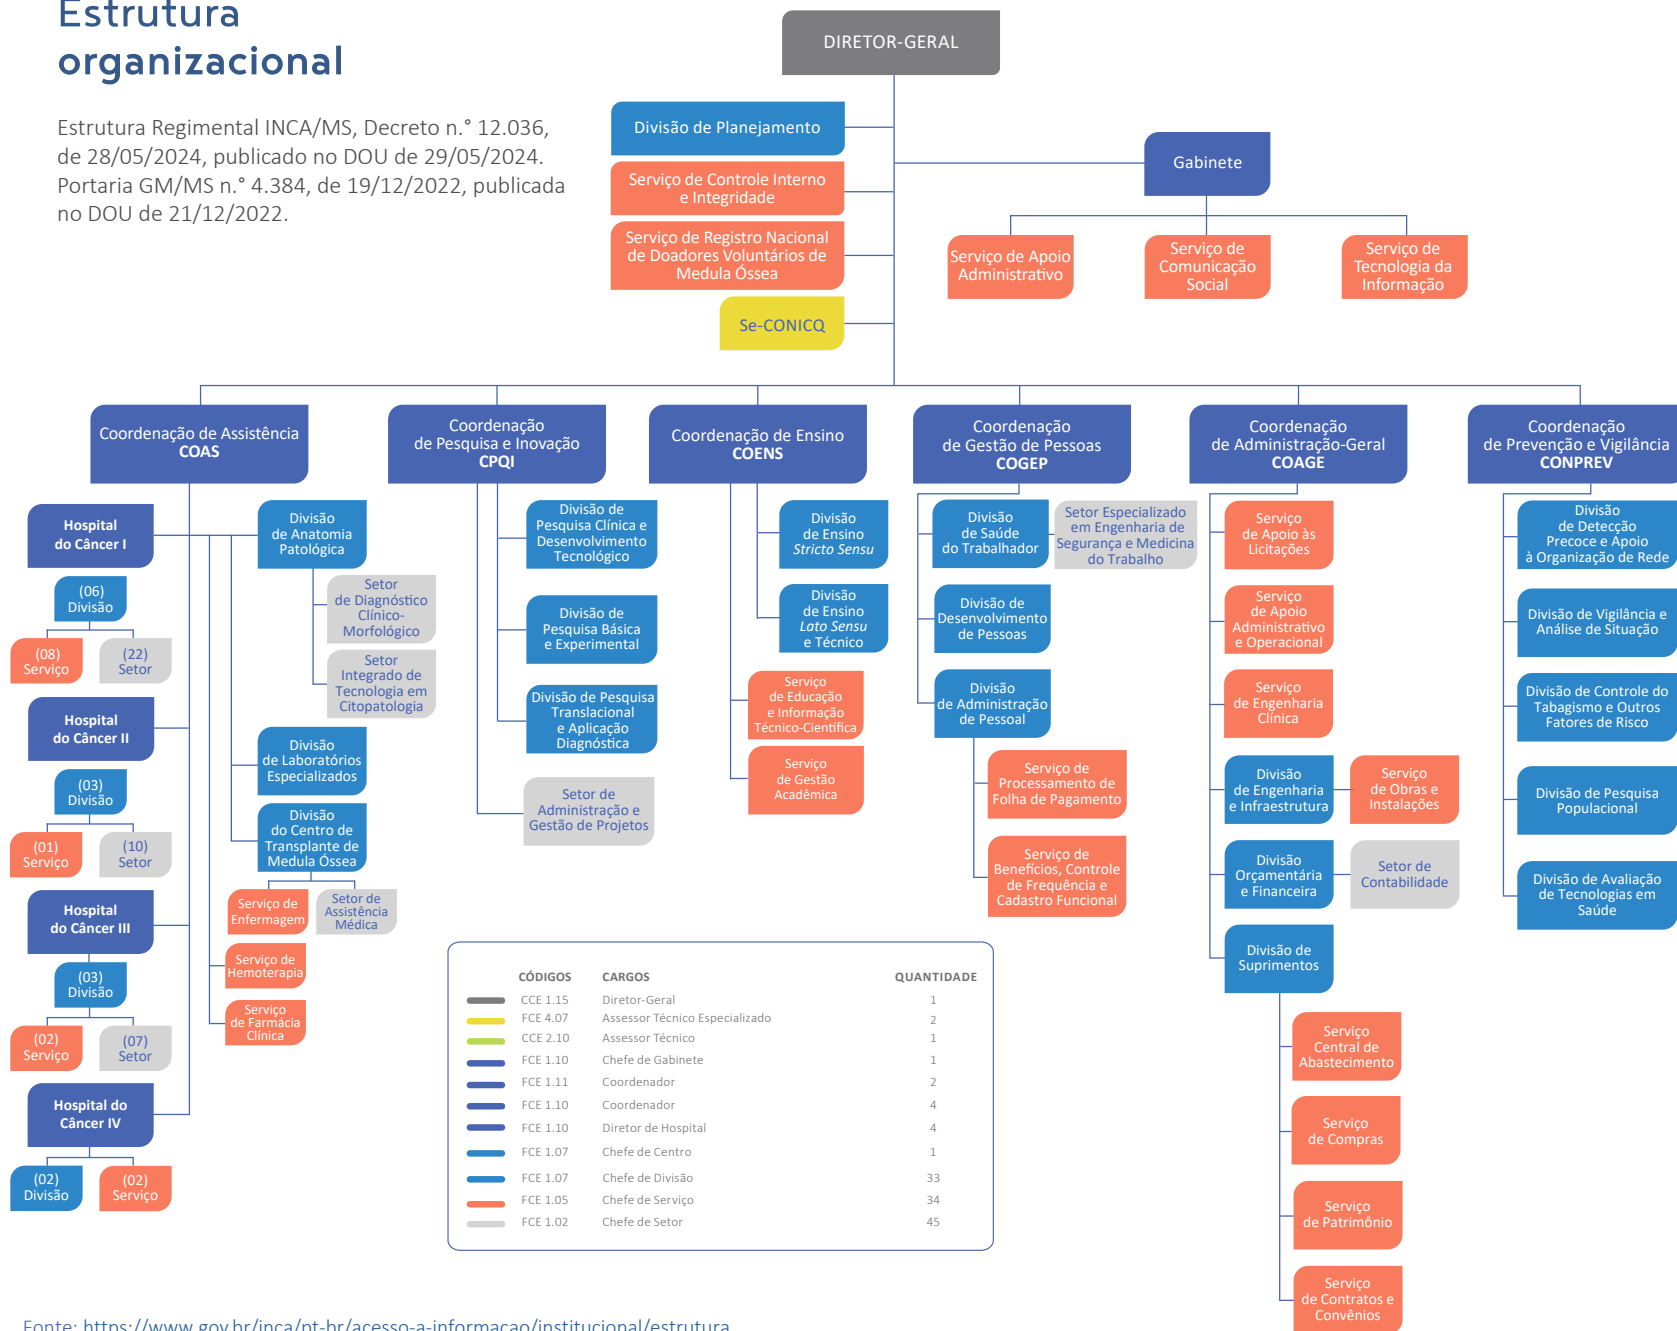 Estrutura
organizacional
Estrutura Regimental INCA/MS, Decreto n.° 12.036,
de 28/05/2024, publicado no DOU de 29/05/2024.
Portaria GM/MS n.° 4.384, de 19/12/2022, publicada
no DOU de 21/12/2022.
DIRETOR-GERAL
Divisão de Planejamento
Serviço de Controle Interno
e Integridade
Serviço de Registro Nacional
de Doadores Voluntários de
Medula Óssea
Se-CONICQ
Gabinete
Serviço de Apoio
Administrativo
Serviço de
Comunicação
Social
Serviço de
Tecnologia da
Informação
Coordenação de Assistência
COAS
Hospital
do Câncer I
(06)
Divisão
(08)
Serviço
(22)
Setor
Hospital
do Câncer II
(03)
Divisão
(01)
Serviço
(10)
Setor
Hospital
do Câncer III
(03)
Divisão
(02)
Serviço
(07)
Setor
Hospital do
Câncer IV
(02)
Divisão
(02)
Serviço
Divisão
de Anatomia
Patológica
Setor
de Diagnóstico
Clínico-
Morfológico
Setor
Integrado de
Tecnologia em
Citopatologia
Divisão
de Laboratórios
Especializados
Divisão
do Centro de
Transplante de
Medula Óssea
Serviço de
Enfermagem
Setor de
Assistência
Médica
Serviço de
Hemoterapia
Serviço
de Farmácia
Clínica
Coordenação
de Pesquisa e Inovação
CPQI
Divisão de
Pesquisa Clínica e
Desenvolvimento
Tecnológico
Divisão de
Pesquisa Básica
e Experimental
Divisão de Pesquisa
Translacional
e Aplicação
Diagnóstica
Setor de
Administração e
Gestão de Projetos
Coordenação de Ensino
COENS
Divisão
de Ensino
Stricto Sensu
Divisão
de Ensino
Lato Sensu
e Técnico
Serviço
de Educação
e Informação
Técnico-Científica
Serviço
de Gestão
Acadêmica
Coordenação
de Gestão de Pessoas
COGEP
Divisão
de Saúde
do Trabalhador
Setor Especializado
em Engenharia de
Segurança e Medicina
do Trabalho
Divisão de
Desenvolvimento
de Pessoas
Divisão
de Administração
de Pessoal
Serviço de
Processamento de
Folha de Pagamento
Serviço de
Benefícios, Controle
de Frequência e
Cadastro Funcional
Coordenação
de Administração-Geral
COAGE
Serviço
de Apoio às
Licitações
Serviço
de Apoio
Administrativo
e Operacional
Serviço
de Engenharia
Clínica
Divisão
de Engenharia
e Infraestrutura
Serviço
de Obras e
Instalações
Divisão
Orçamentária
e Financeira
Setor de
Contabilidade
Divisão de
Suprimentos
Serviço
Central de
Abastecimento
Serviço
de Compras
Serviço
de Patrimônio
Serviço
de Contratos e
Convênios
Coordenação
de Prevenção e Vigilância
CONPREV
Divisão
de Detecção
Precoce e Apoio
à Organização de Rede
Divisão de Vigilância e
Análise de Situação
Divisão de Controle do
Tabagismo e Outros
Fatores de Risco
Divisão de Pesquisa
Populacional
Divisão de Avaliação
de Tecnologias em
Saúde
CÓDIGOS CARGOS QUANTIDADE
CCE 1.15 Diretor-Geral 1
FCE 4.07 Assessor Técnico Especializado 2
CCE 2.10 Assessor Técnico 1
FCE 1.10 Chefe de Gabinete 1
FCE 1.11 Coordenador 2
FCE 1.10 Coordenador 4
FCE 1.10 Diretor de Hospital 4
FCE 1.07 Chefe de Centro 1
FCE 1.07 Chefe de Divisão 33
FCE 1.05 Chefe de Serviço 34
FCE 1.02 Chefe de Setor 45
Fonte: https://www.gov.br/inca/pt-br/acesso-a-informacao/institucional/estrutura